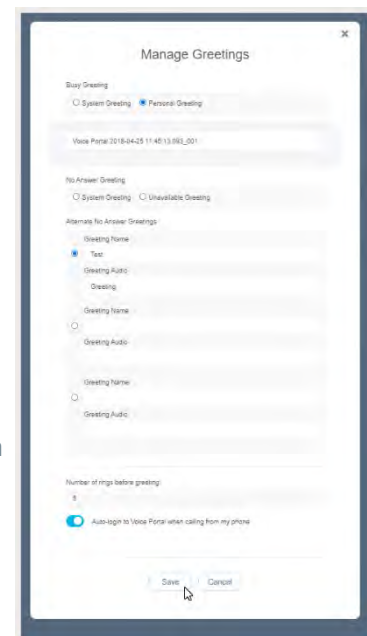 x
Manage Greetings
Busy Greeting
System Greeting Personal Greeting
Voice Portal 2018-04-25 11:45:13.093_001
No Answer Greeting
System Greeting Unavailable Greeting
Alternate No Answer Greetings
Greeting Name
Test
Greeting Audio
Greeting
Greeting Name
Greeting Audio
Greeting Name
Greeting Audio
Number of rings before greeting:
Auto-login to Voice Portal when calling from my phone
Save Cancel